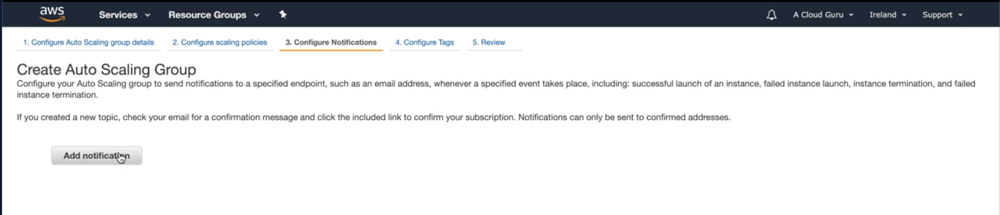 aws Services Resource Groups A Cloud Guru Ireland Support
1. Configure Auto Scaling group details 2. Configure scaling policies 3. Configure Notifications 4. Configure Tags 5. Review
Create Auto Scaling Group
Configure your Auto Scaling group to send notifications to a specified endpoint, such as an email address, whenever a specified event takes place, including: successful launch of an instance, failed instance launch, instance termination, and failed
instance termination.
If you created a new topic, check your email for a confirmation message and click the included link to confirm your subscription. Notifications can only be sent to confirmed addresses.
Add notification